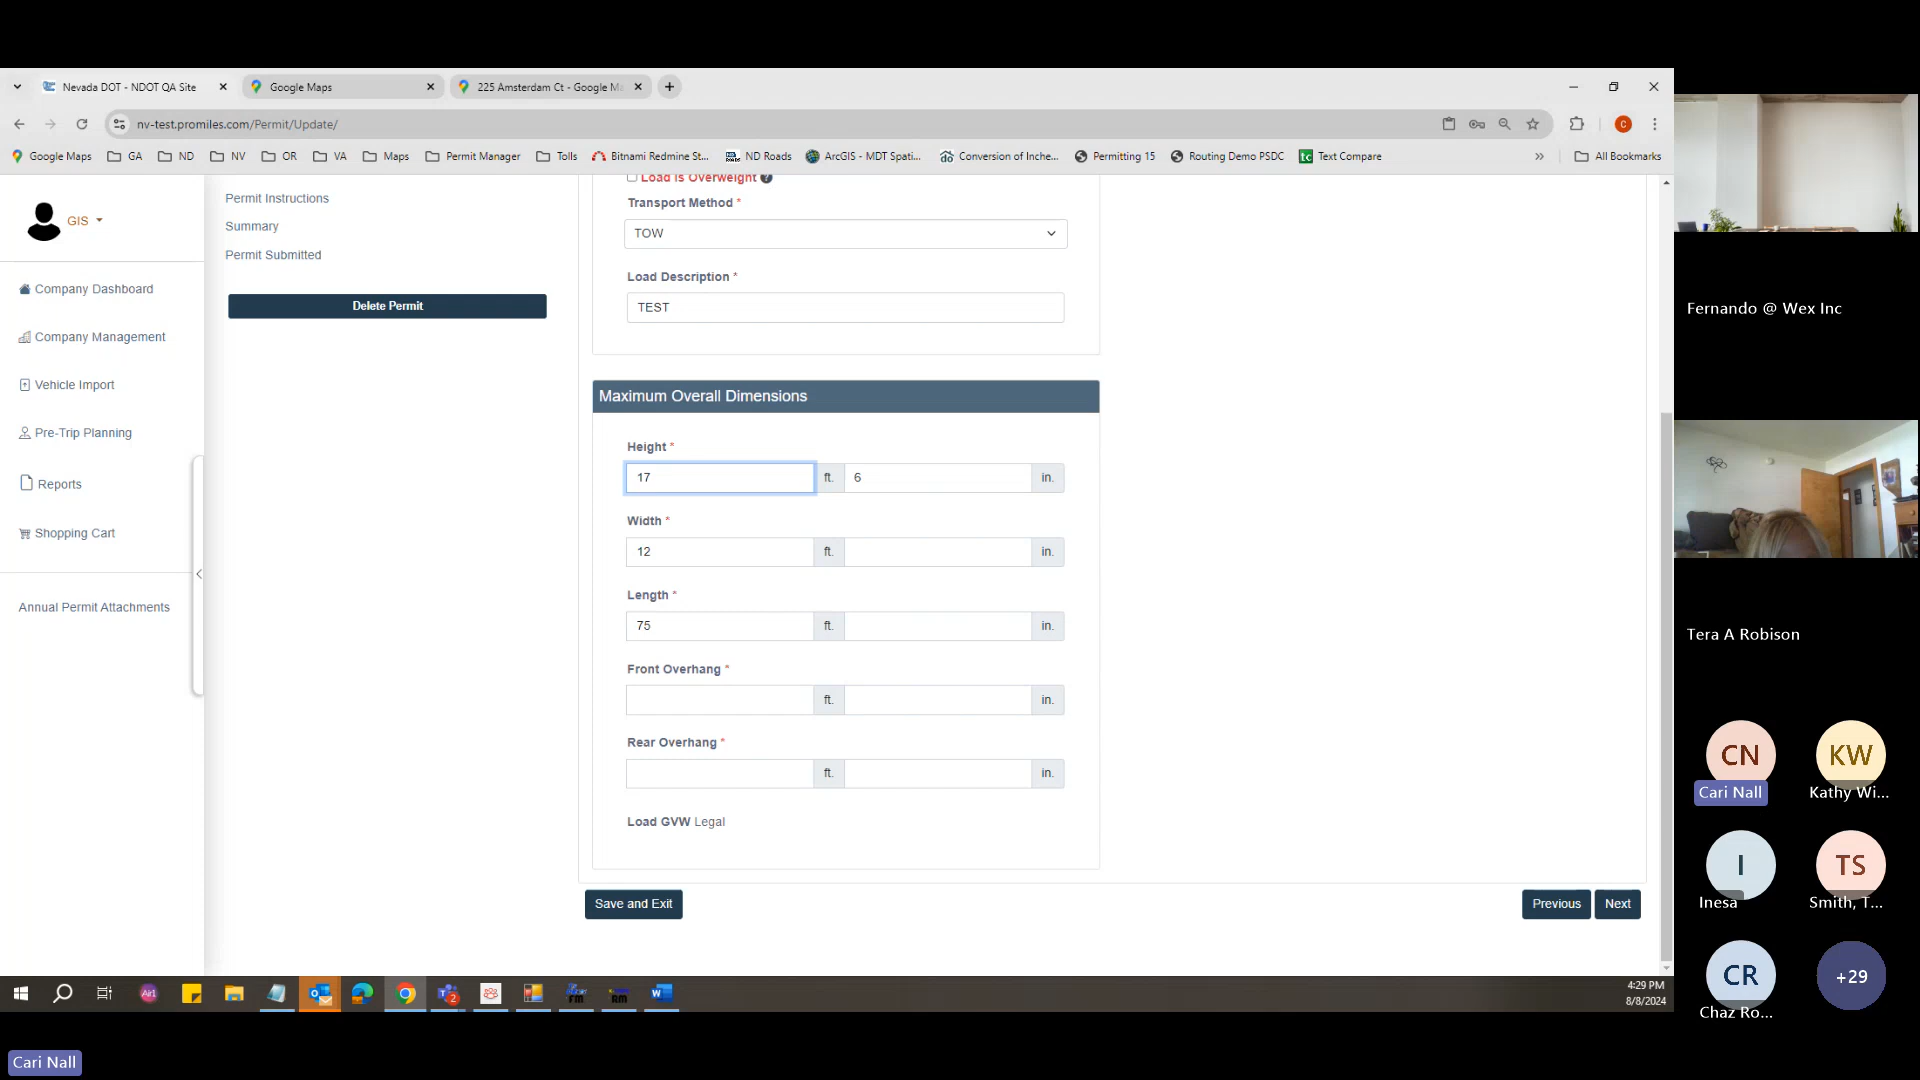 Nevada DOT - NDOT QA Site
Google Maps
225 Amsterdam Ct - Google Ma
nv-test.promiles.com/Permit/Update/
C
Google Maps
GA
ND
NV
OR
VA
Maps
Permit Manager
Tolls
Bitnami Redmine St...
ND Roads
ArcGIS - MDT Spati...
Conversion of Inche...
Permitting 15
Routing Demo PSDC
tc
Text Compare
All Bookmarks
GIS
Company Dashboard
Company Management
Vehicle Import
Pre-Trip Planning
Reports
Shopping Cart
Annual Permit Attachments
Permit Instructions
Summary
Permit Submitted
Delete Permit
Load is Overweight
Transport Method *
TOW
Load Description *
TEST
Maximum Overall Dimensions
Height *
17 ft. 6 in.
Width *
12 ft. in.
Length *
75 ft. in.
Front Overhang *
ft. in.
Rear Overhang *
ft. in.
Load GVW Legal
Save and Exit
Previous
Next
Fernando @ Wex Inc
Tera A Robison
CN
Cari Nall
KW
Kathy Wi...
I
Inesa
TS
Smith, T...
CR
Chaz Ro...
+29
4:29 PM
8/8/2024
Cari Nall